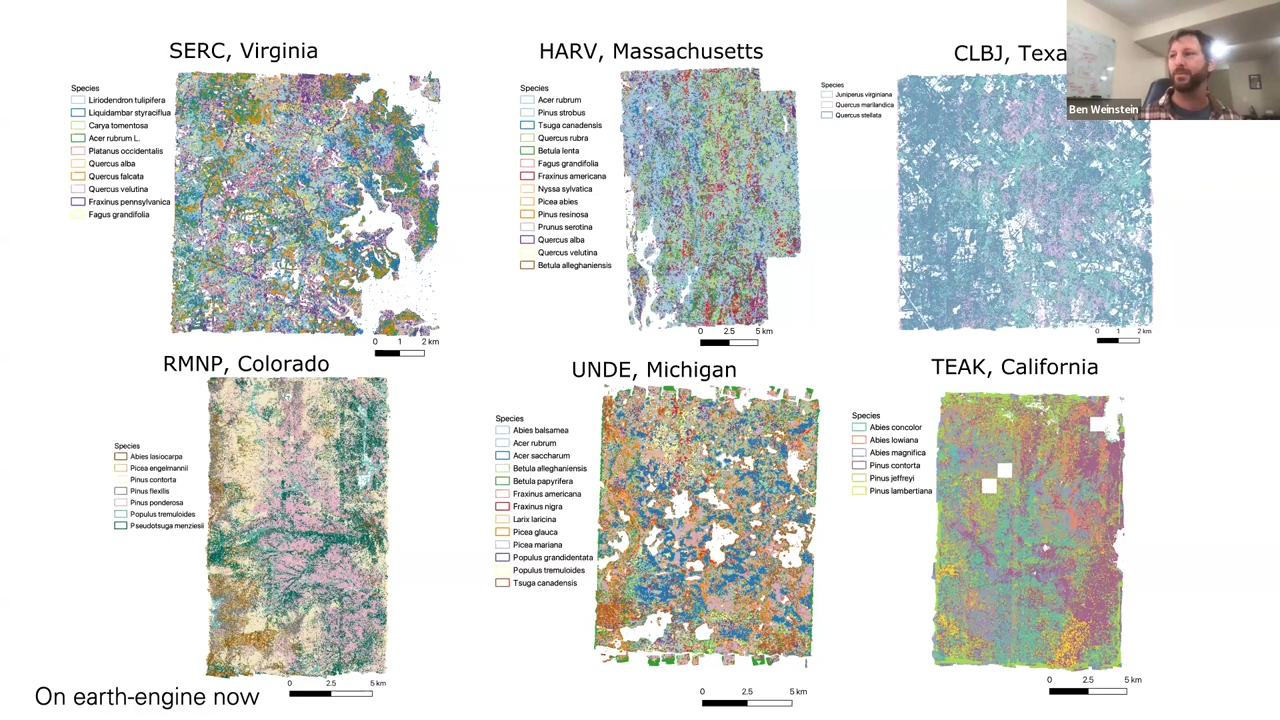 SERC, Virginia
Species
Liriodendron tulipifera
Liquidambar styraciflua
Carya tomentosa
Acer rubrum L.
Platanus occidentalis
Quercus alba
Quercus falcata
Quercus velutina
Fraxinus pennsylvanica
Fagus grandifolia
0 1 2 km
HARV, Massachusetts
Species
Acer rubrum
Pinus strobus
Tsuga canadensis
Quercus rubra
Betula lenta
Fagus grandifolia
Fraxinus americana
Nyssa sylvatica
Picea abies
Pinus resinosa
Prunus serotina
Quercus alba
Quercus velutina
Betula alleghaniensis
0 2.5 5 km
CLBJ, Texa
Species
Juniperus virginiana
Quercus marilandica
Quercus stellata
0 1 2 km
Ben Weinstein
RMNP, Colorado
Species
Abies lasiocarpa
Picea engelmannii
Pinus contorta
Pinus flexilis
Pinus ponderosa
Populus tremuloides
Pseudotsuga menziesii
0 2.5 5 km
UNDE, Michigan
Species
Abies balsamea
Acer rubrum
Acer saccharum
Betula alleghaniensis
Betula papyrifera
Fraxinus americana
Fraxinus nigra
Larix laricina
Picea glauca
Picea mariana
Populus grandidentata
Populus tremuloides
Tsuga canadensis
0 2.5 5 km
TEAK, California
Species
Abies concolor
Abies lowiana
Abies magnifica
Pinus contorta
Pinus jeffreyi
Pinus lambertiana
0 2.5 5 km
On earth-engine now